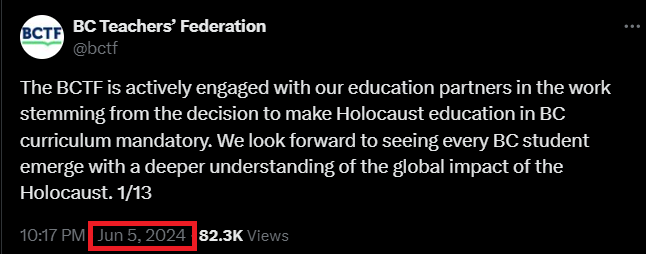 BCTF
BC Teachers' Federation
@bctf
The BCTF is actively engaged with our education partners in the work
stemming from the decision to make Holocaust education in BC
curriculum mandatory. We look forward to seeing every BC student
emerge with a deeper understanding of the global impact of the
Holocaust. 1/13
10:17 PM Jun 5, 2024 82.3K Views